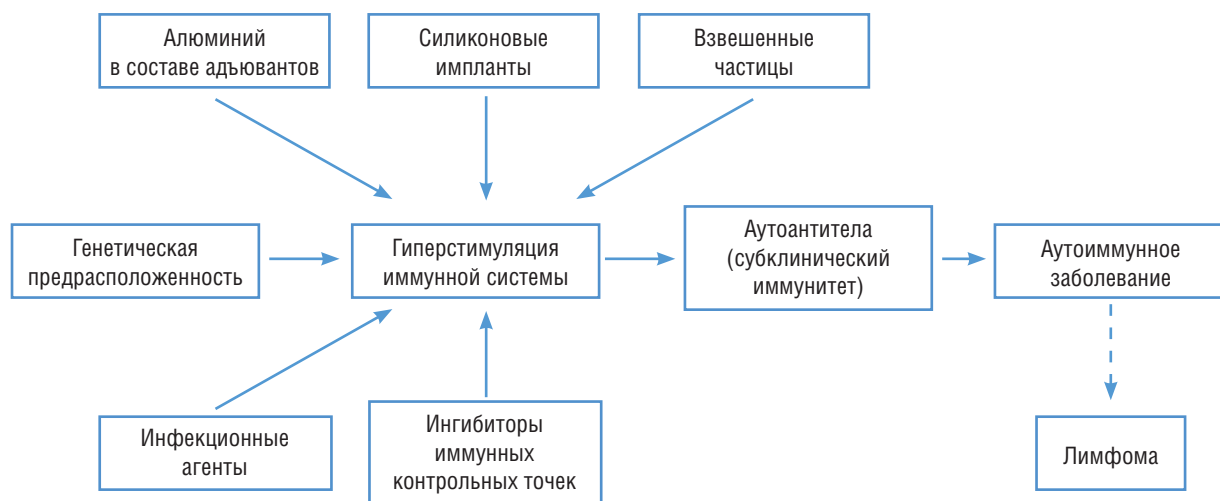 Алюминий
в составе адъювантов
Силиконовые
импланты
Взвешенные
частицы
Генетическая
предрасположенность
Гиперстимуляция
иммунной системы
Аутоантитела
(субклинический
иммунитет)
Аутоиммунное
заболевание
Инфекционные
агенты
Ингибиторы
иммунных
контрольных точек
Лимфома